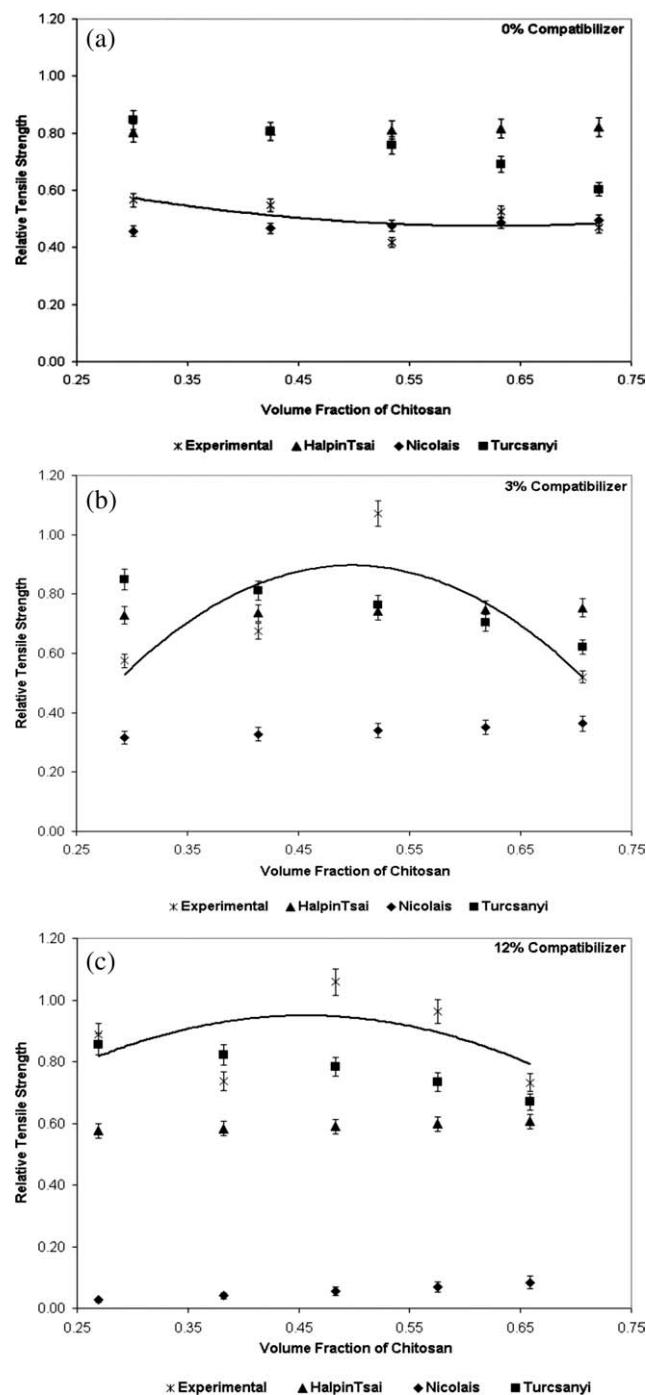 (a)
0% Compatibilizer
1.20
1.00
0.80
0.60
0.40
0.20
0.00
Relative Tensile Strength
0.25 0.35 0.45 0.55 0.65 0.75
Volume Fraction of Chitosan
Experimental HalpinTsai Nicolais Turcsanyi
(b)
3% Compatibilizer
1.20
1.00
0.80
0.60
0.40
0.20
0.00
Relative Tensile Strength
0.25 0.35 0.45 0.55 0.65 0.75
Volume Fraction of Chitosan
Experimental HalpinTsai Nicolais Turcsanyi
(c)
12% Compatibilizer
1.20
1.00
0.80
0.60
0.40
0.20
0.00
Relative Tensile Strength
0.25 0.35 0.45 0.55 0.65 0.75
Volume Fraction of Chitosan
Experimental HalpinTsai Nicolais Turcsanyi